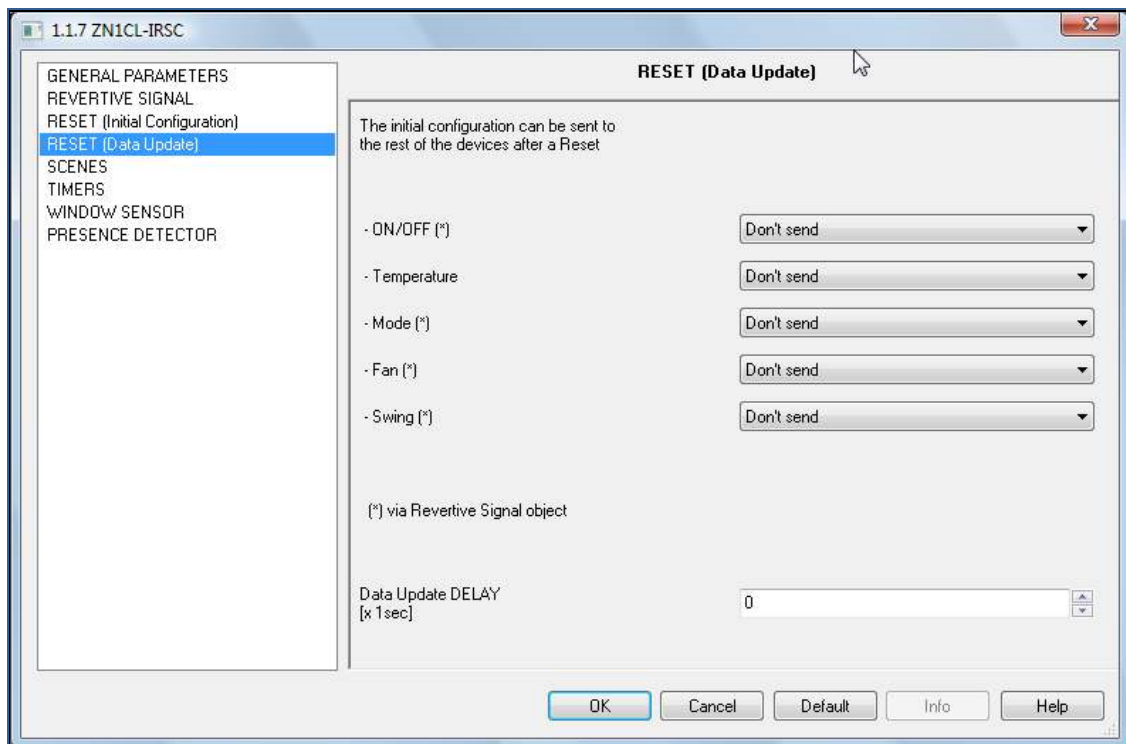 1.1.7 ZN1CL-IRSC
GENERAL PARAMETERS
REVERTIVE SIGNAL
RESET (Initial Configuration)
RESET (Data Update)
SCENES
TIMERS
WINDOW SENSOR
PRESENCE DETECTOR
RESET (Data Update)
The initial configuration can be sent to
the rest of the devices after a Reset
- ON/OFF (*) Don't send
- Temperature Don't send
- Mode (*) Don't send
- Fan (*) Don't send
- Swing (*) Don't send
(*) via Revertive Signal object
Data Update DELAY
[x 1sec] 0
OK Cancel Default Info Help